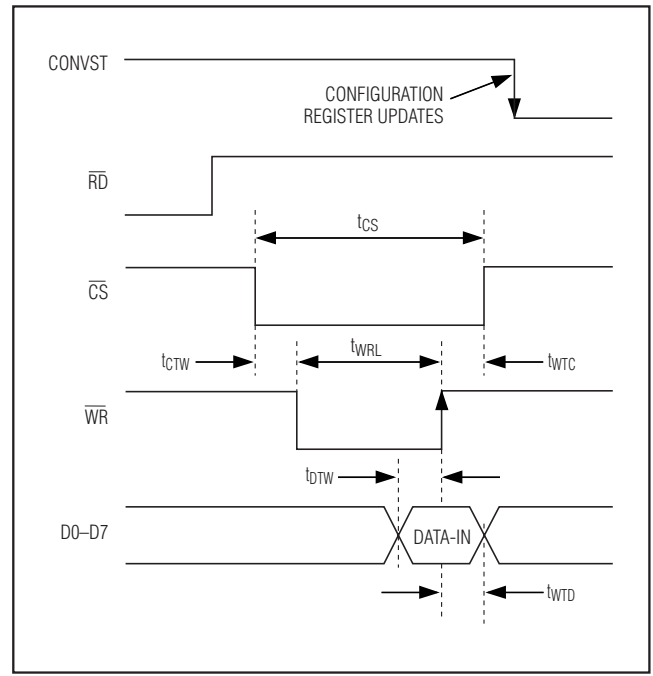 CONVST
CONFIGURATION
REGISTER UPDATES
RD
tCS
CS
tCTW
tWRL
tWTC
WR
tDTW
D0–D7
DATA-IN
tWTD